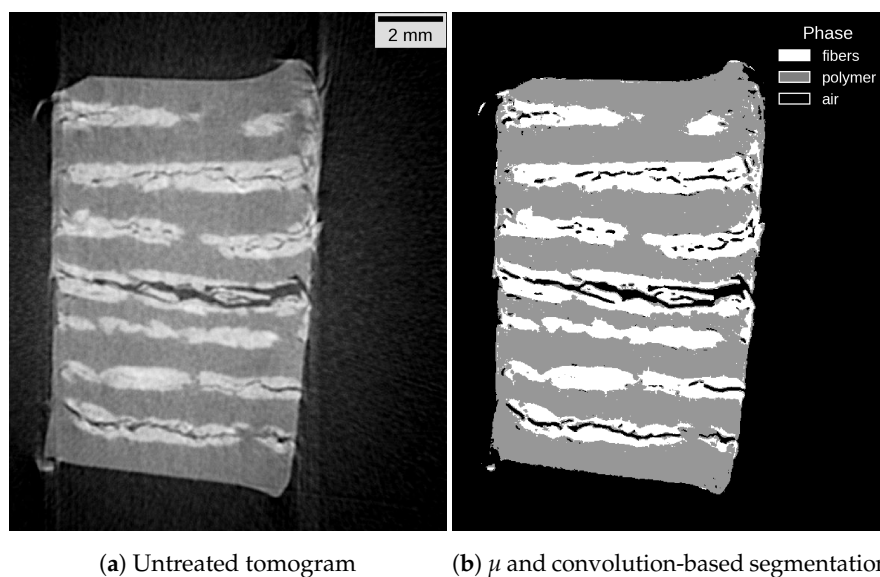 2 mm
Phase
fibers
polymer
air
(a) Untreated tomogram
(b) μ and convolution-based segmentation